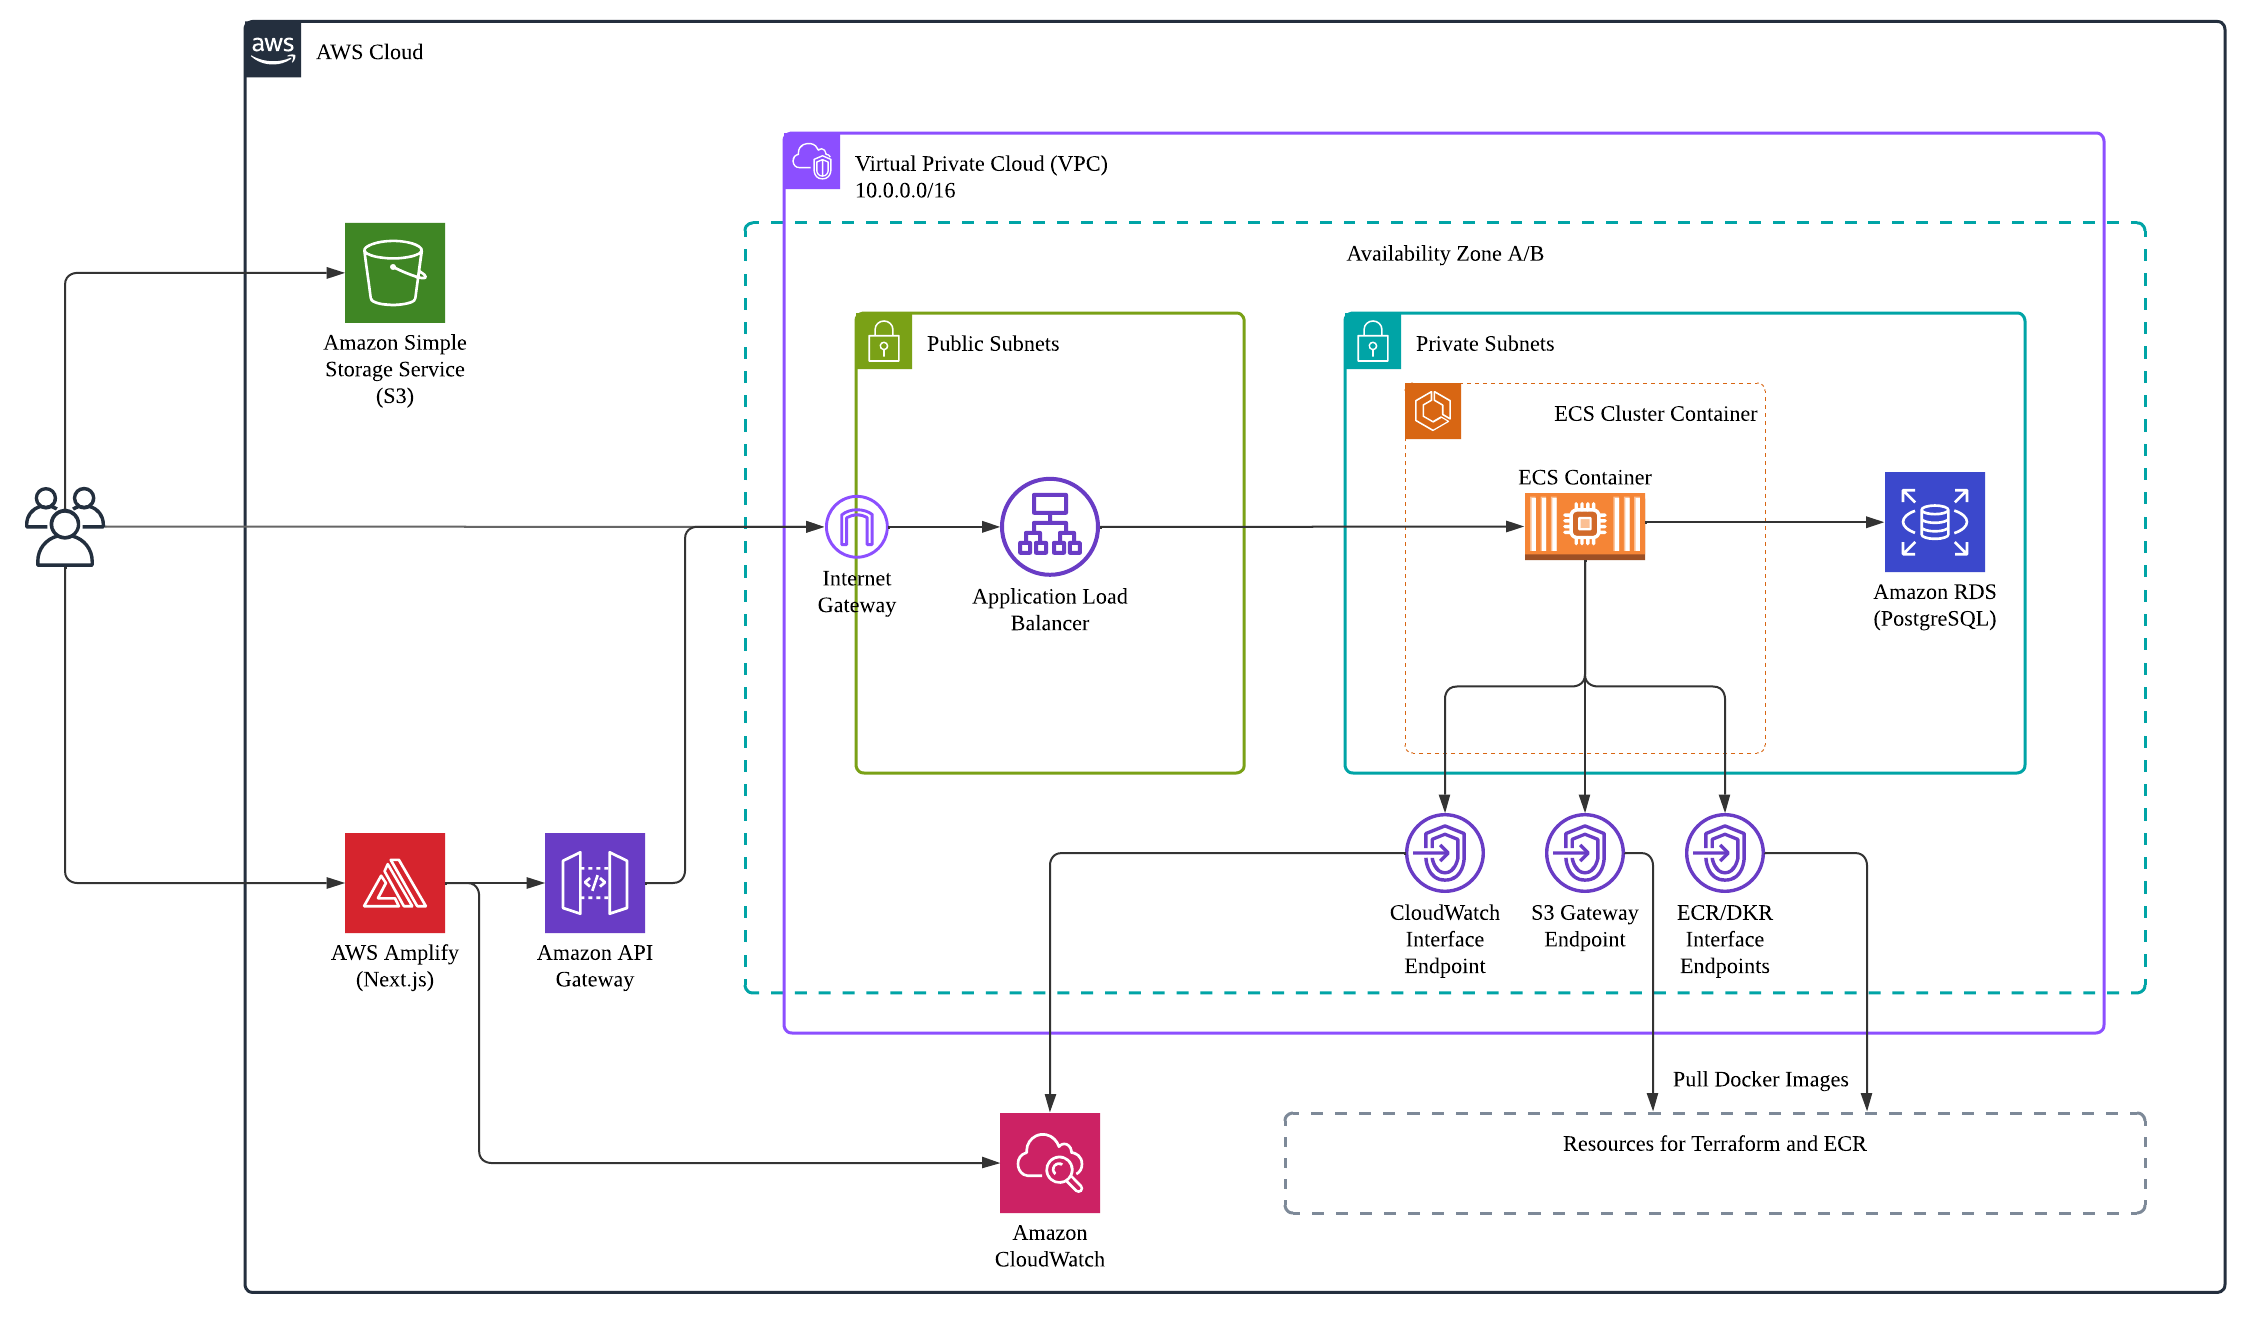 aws
AWS Cloud
Virtual Private Cloud (VPC)
10.0.0.0/16
Availability Zone A/B
Amazon Simple
Storage Service
(S3)
Public Subnets
Private Subnets
ECS Cluster Container
ECS Container
Internet
Gateway
Application Load
Balancer
Amazon RDS
(PostgreSQL)
AWS Amplify
(Next.js)
Amazon API
Gateway
CloudWatch
Interface
Endpoint
S3 Gateway
Endpoint
ECR/DKR
Interface
Endpoints
Pull Docker Images
Resources for Terraform and ECR
Amazon
CloudWatch